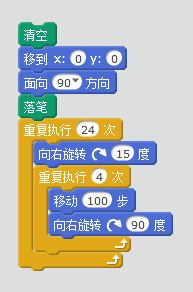 清空
移到 x: 0 y: 0
面向 90 方向
落笔
重复执行 24 次
向右旋转 15 度
重复执行 4 次
移动 100 步
向右旋转 90 度